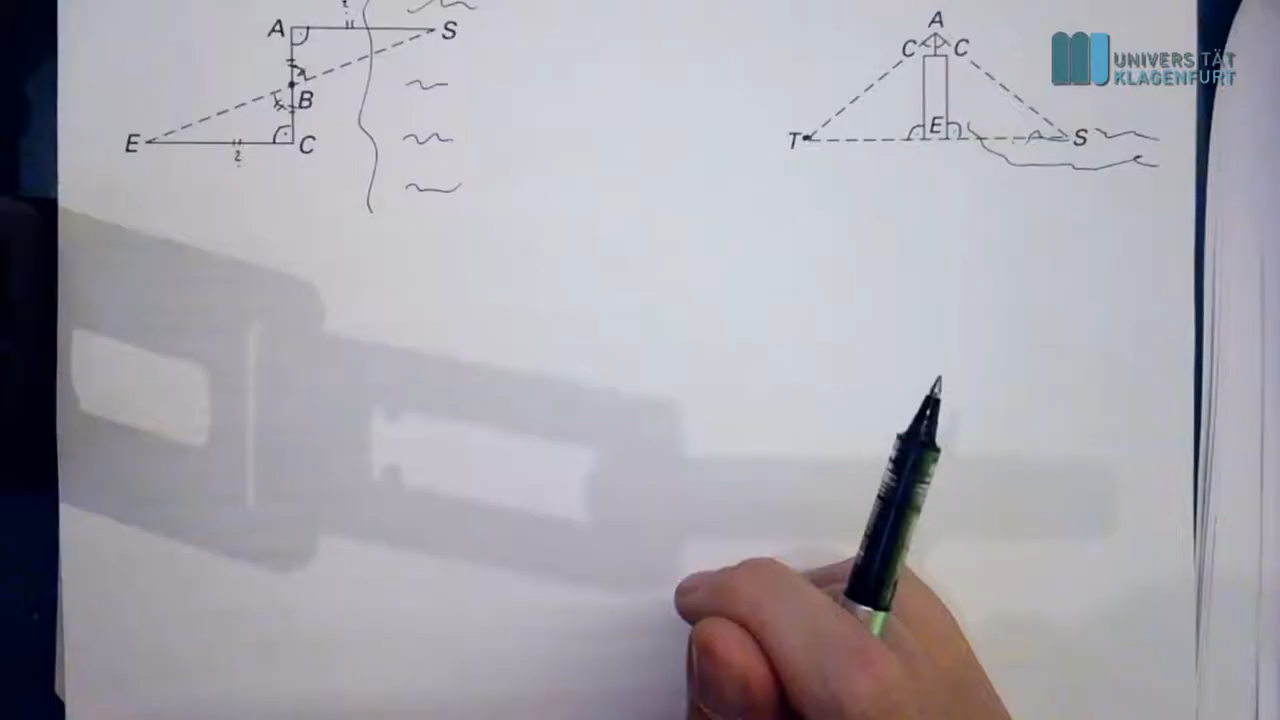 A S
B
E C
?
?
A
C C
T E S
UNIVERSITÄT
KLAGENFURT